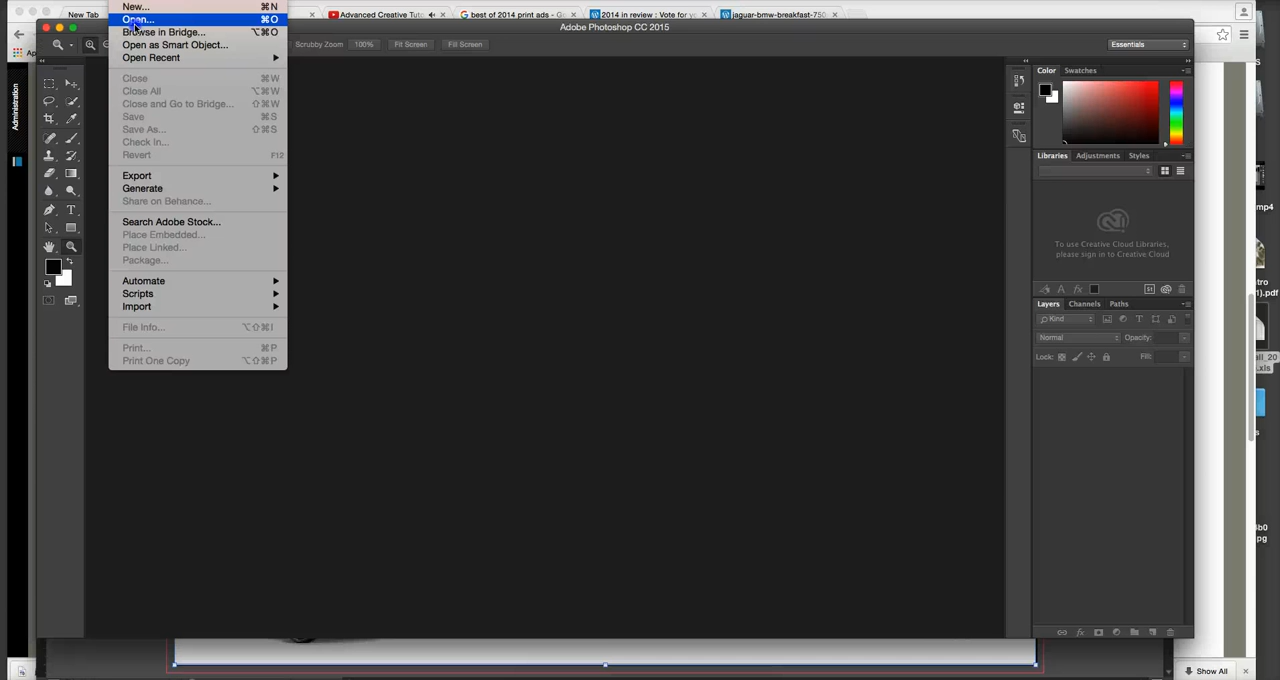 New... ⌘N
Open... ⌘O
Browse in Bridge... ⌥⌘O
Open as Smart Object...
Open Recent
Close ⌘W
Close All ⌥⌘W
Close and Go to Bridge... ⇧⌘W
Save ⌘S
Save As... ⇧⌘S
Check In...
Revert F12
Export
Generate
Share on Behance...
Search Adobe Stock...
Place Embedded...
Place Linked...
Package...
Automate
Scripts
Import
File Info... ⌥⇧⌘I
Print... ⌘P
Print One Copy ⌥⇧⌘P
New Tab
Advanced Creative Tuto
best of 2014 print ads - G
2014 in review : Vote for y
jaguar-bmw-breakfast-750
Adobe Photoshop CC 2015
Scrubby Zoom 100% Fit Screen Fill Screen
Essentials
Administration
Color Swatches
Libraries Adjustments Styles
To use Creative Cloud Libraries,
please sign in to Creative Cloud
Layers Channels Paths
Kind
Normal Opacity:
Lock: Fill:
mp4
.pdf
.xls
Show All